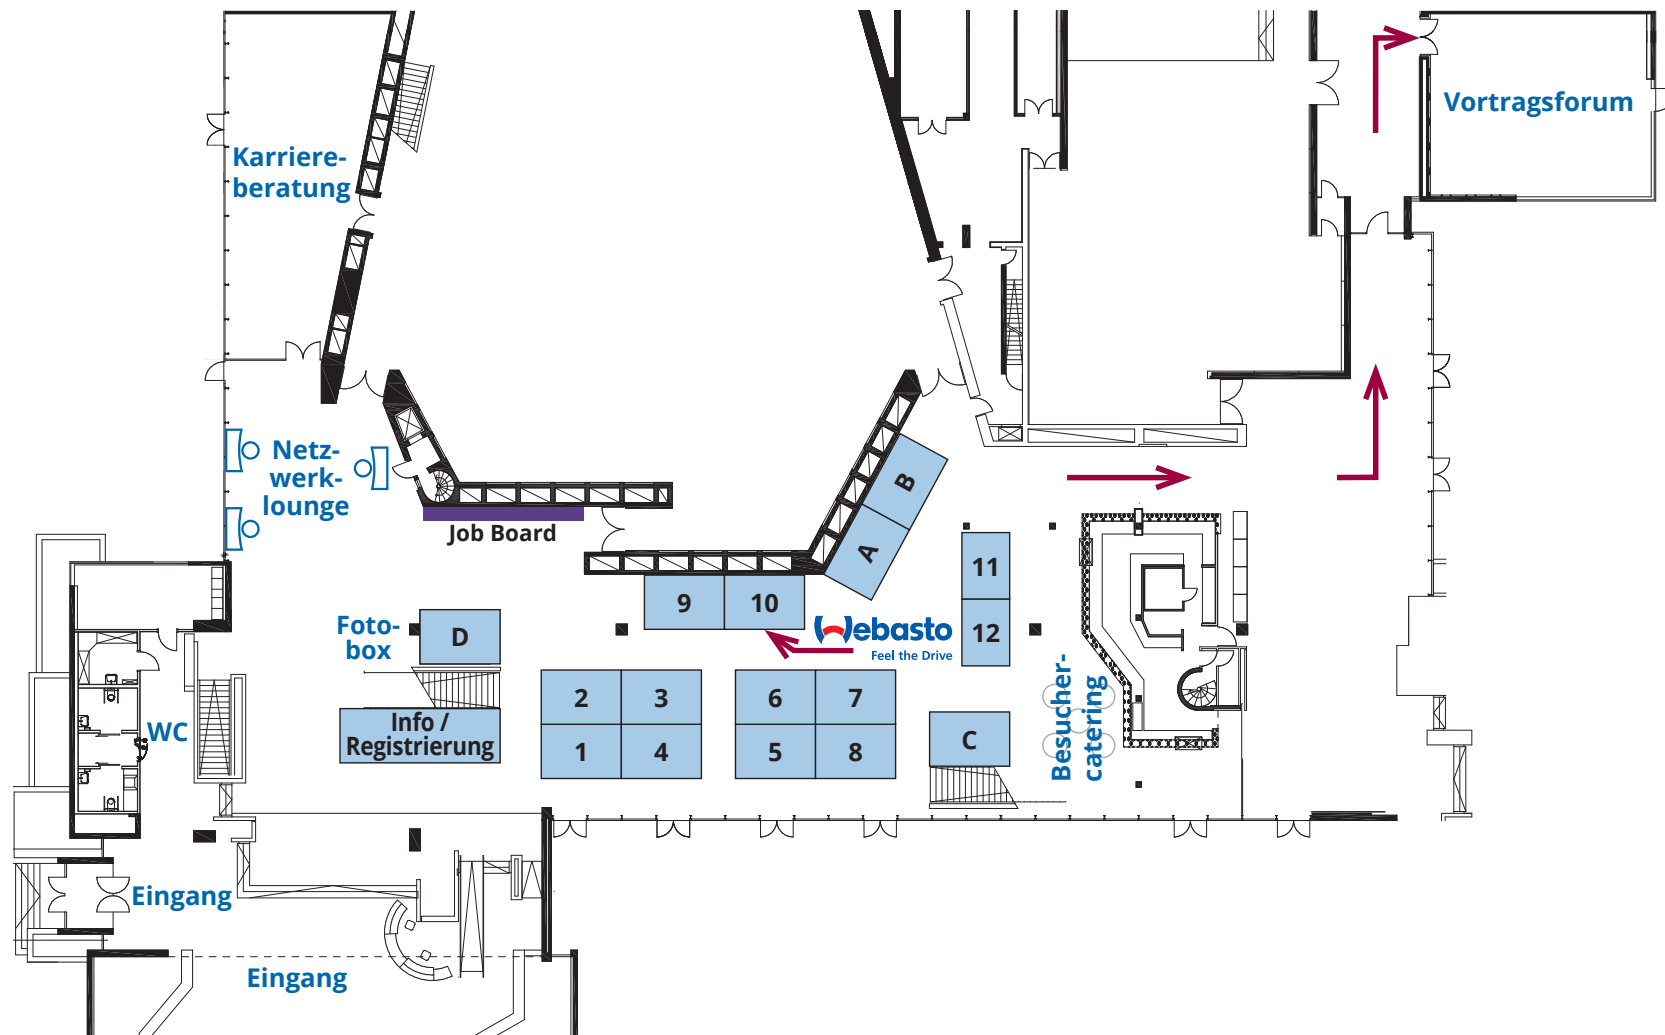 Vortragsforum
Karriere-
beratung
Netz-
werk-
lounge
Job Board
B
A
11
12
9
10
Webasto
Feel the Drive
Foto-
box
D
Info /
Registrierung
2
3
1
4
6
7
5
8
C
Besucher-
catering
WC
Eingang
Eingang